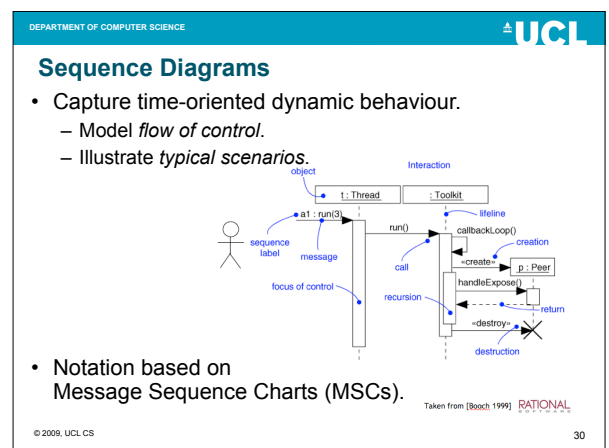 DEPARTMENT OF COMPUTER SCIENCE
UCL
Sequence Diagrams
• Capture time-oriented dynamic behaviour.
– Model flow of control.
– Illustrate typical scenarios.
Interaction
object
t : Thread
: Toolkit
a1 : run(3)
lifeline
run()
callbackLoop()
sequence label
message
creation
call
«create»
p : Peer
handleExpose()
focus of control
recursion
return
«destroy»
destruction
• Notation based on
Message Sequence Charts (MSCs).
Taken from [Booch 1999]
RATIONAL
SOFTWARE
© 2009, UCL CS
30